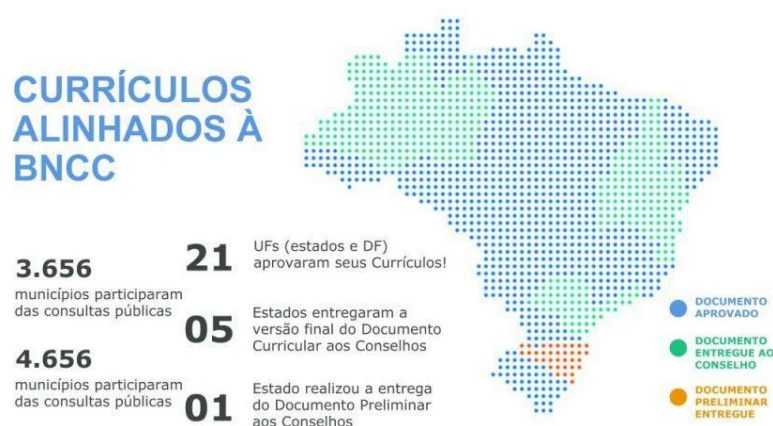 CURRÍCULOS
ALINHADOS À
BNCC
3.656
municípios participaram
das consultas públicas
4.656
municípios participaram
das consultas públicas
21
UFs (estados e DF)
aprovaram seus Currículos!
05
Estados entregaram a
versão final do Documento
Curricular aos Conselhos
01
Estado realizou a entrega
do Documento Preliminar
aos Conselhos
DOCUMENTO
APROVADO
DOCUMENTO
ENTREGUE AO
CONSELHO
DOCUMENTO
PRELIMINAR
ENTREGUE